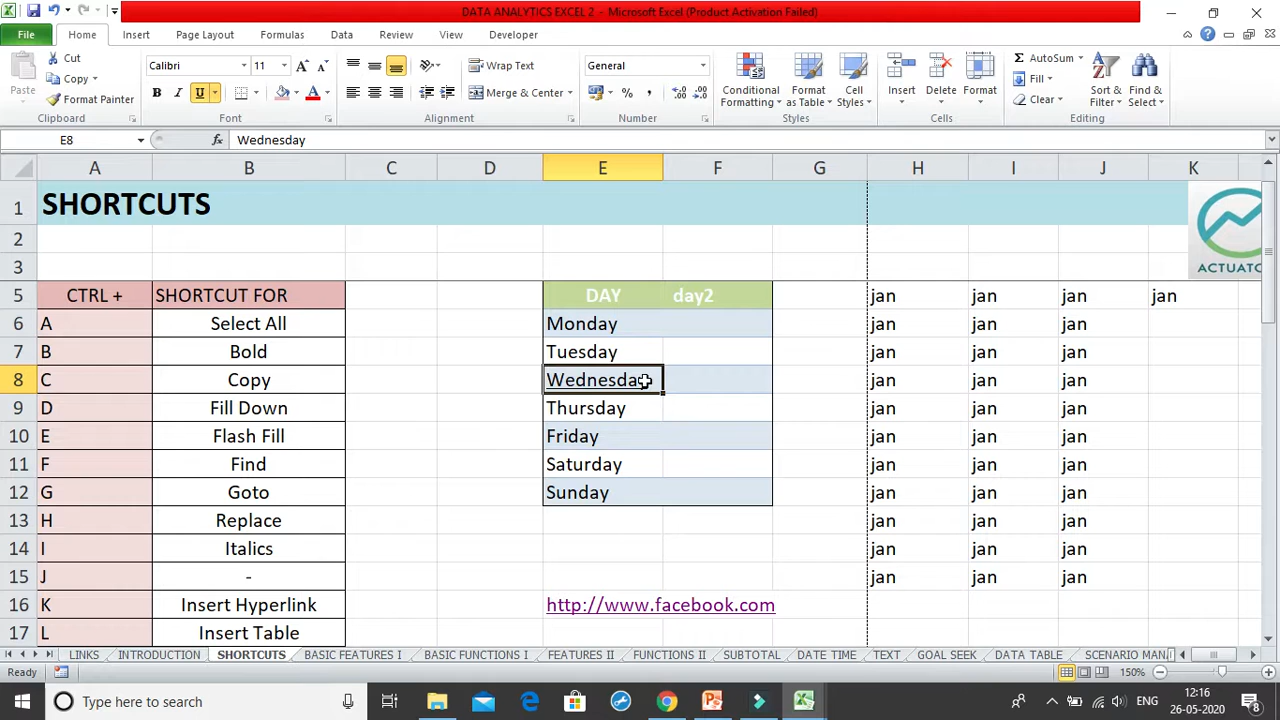 DATA ANALYTICS EXCEL 2 - Microsoft Excel (Product Activation Failed)
File Home Insert Page Layout Formulas Data Review View Developer
Paste Cut Copy Format Painter
Calibri 11 B I U
Wrap Text Merge & Center
General % ,
Conditional Formatting Format as Table Cell Styles
Insert Delete Format
AutoSum Fill Clear Sort & Filter Find & Select
Clipboard Font Alignment Number Styles Cells Editing
E8 fx Wednesday
A B C D E F G H I J K
1 SHORTCUTS
2
3
5 CTRL + SHORTCUT FOR DAY day2 jan jan jan jan
6 A Select All Monday jan jan jan
7 B Bold Tuesday jan jan jan
8 C Copy Wednesday jan jan jan
9 D Fill Down Thursday jan jan jan
10 E Flash Fill Friday jan jan jan
11 F Find Saturday jan jan jan
12 G Goto Sunday jan jan jan
13 H Replace jan jan jan
14 I Italics jan jan jan
15 J - jan jan jan
16 K Insert Hyperlink http://www.facebook.com
17 L Insert Table
LINKS INTRODUCTION SHORTCUTS BASIC FEATURES I BASIC FUNCTIONS I FEATURES II FUNCTIONS II SUBTOTAL DATE TIME TEXT GOAL SEEK DATA TABLE SCENARIO MAN
Ready 150%
Type here to search ENG 12:16
26-05-2020 8